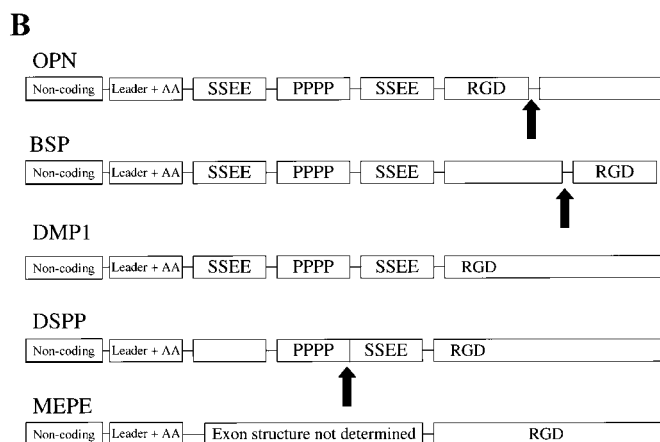 B
OPN
Non-coding Leader + AA SSEE PPPP SSEE RGD
BSP
Non-coding Leader + AA SSEE PPPP SSEE RGD
DMP1
Non-coding Leader + AA SSEE PPPP SSEE RGD
DSPP
Non-coding Leader + AA PPPP SSEE RGD
MEPE
Non-coding Leader + AA Exon structure not determined RGD